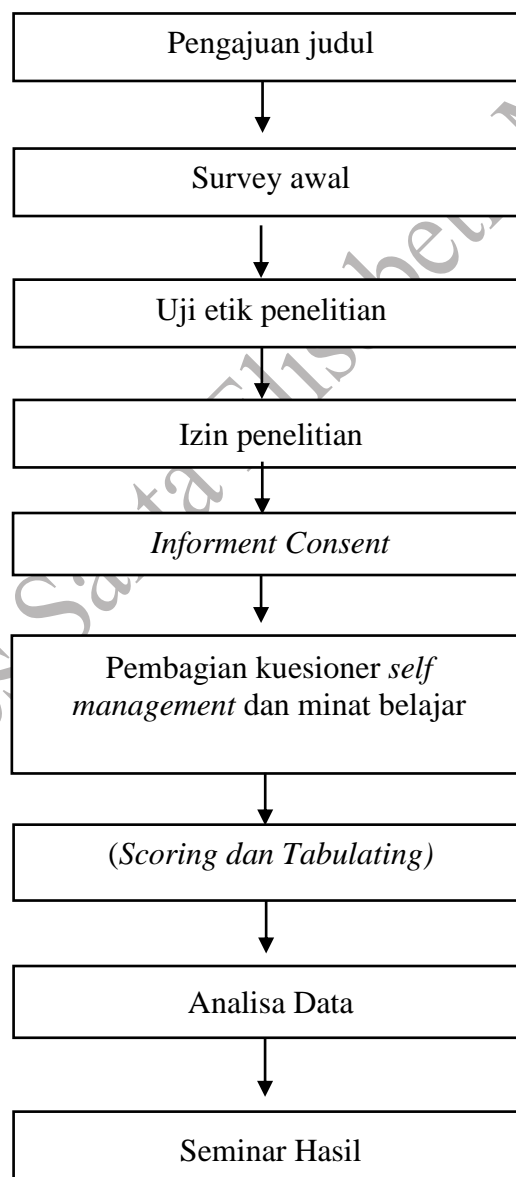 Pengajuan judul
Survey awal
Uji etik penelitian
Izin penelitian
Informent Consent
Pembagian kuesioner self
management dan minat belajar
(Scoring dan Tabulating)
Analisa Data
Seminar Hasil